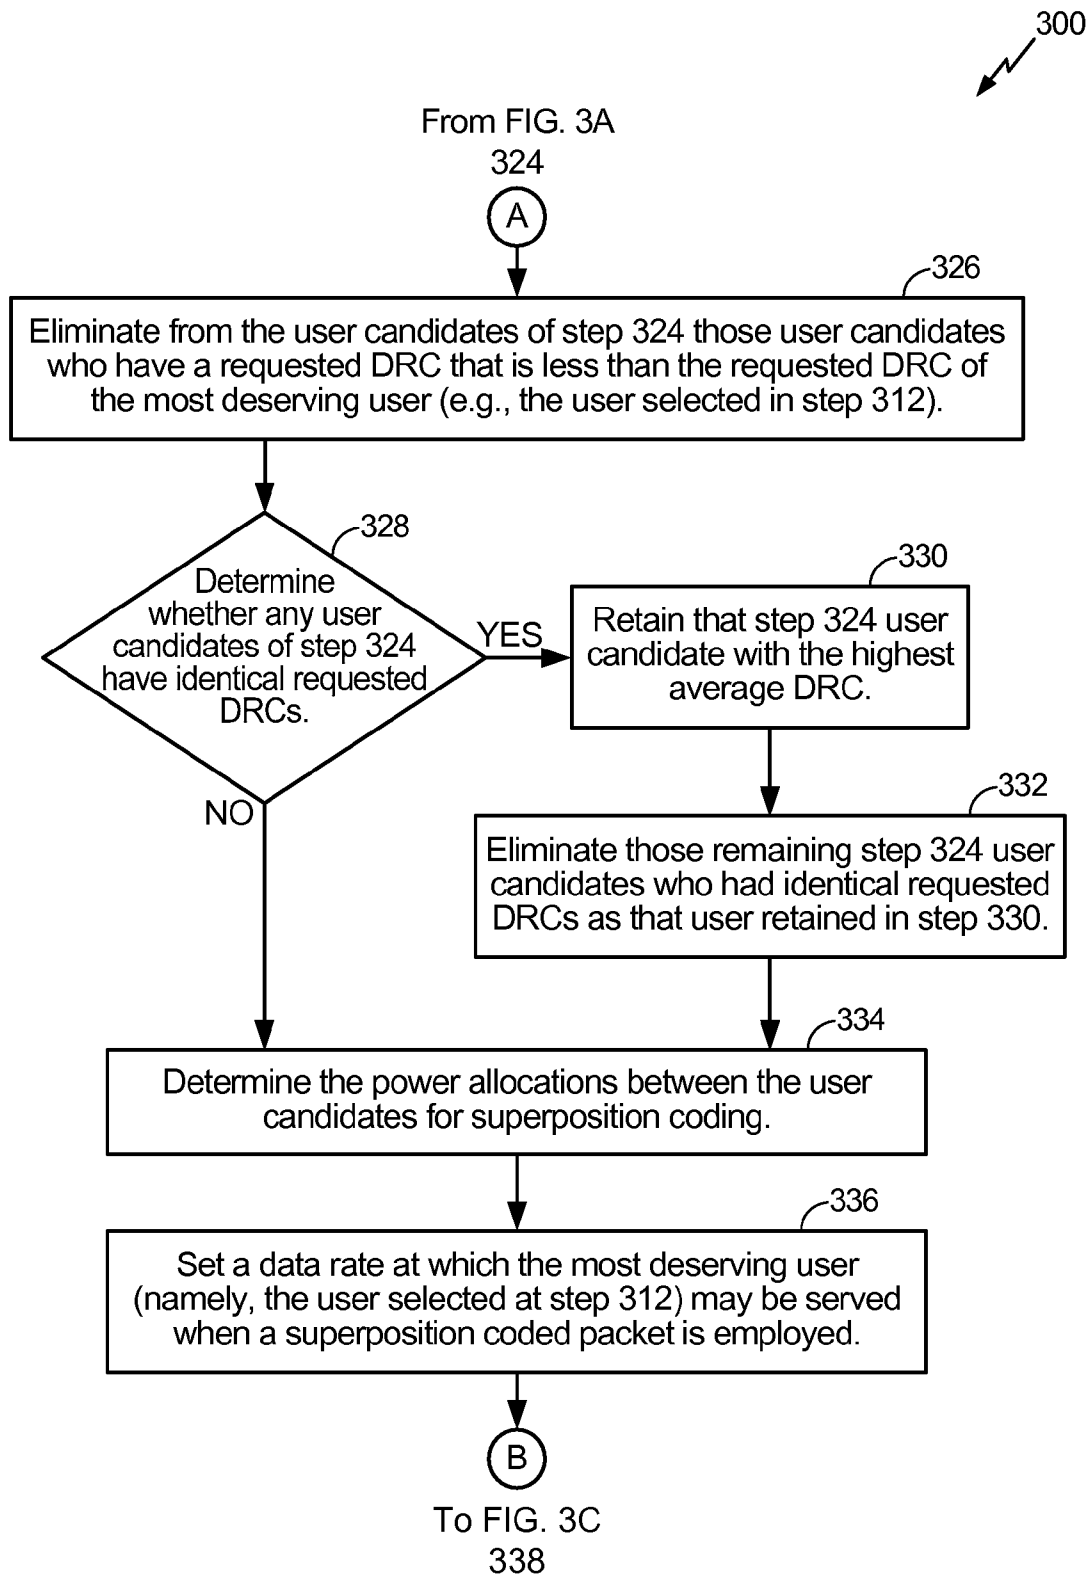 300
From FIG. 3A
324
A
326
Eliminate from the user candidates of step 324 those user candidates
who have a requested DRC that is less than the requested DRC of
the most deserving user (e.g., the user selected in step 312).
328
Determine
whether any user
candidates of step 324
have identical requested
DRCs.
YES
NO
330
Retain that step 324 user
candidate with the highest
average DRC.
332
Eliminate those remaining step 324 user
candidates who had identical requested
DRCs as that user retained in step 330.
334
Determine the power allocations between the user
candidates for superposition coding.
336
Set a data rate at which the most deserving user
(namely, the user selected at step 312) may be served
when a superposition coded packet is employed.
B
To FIG. 3C
338